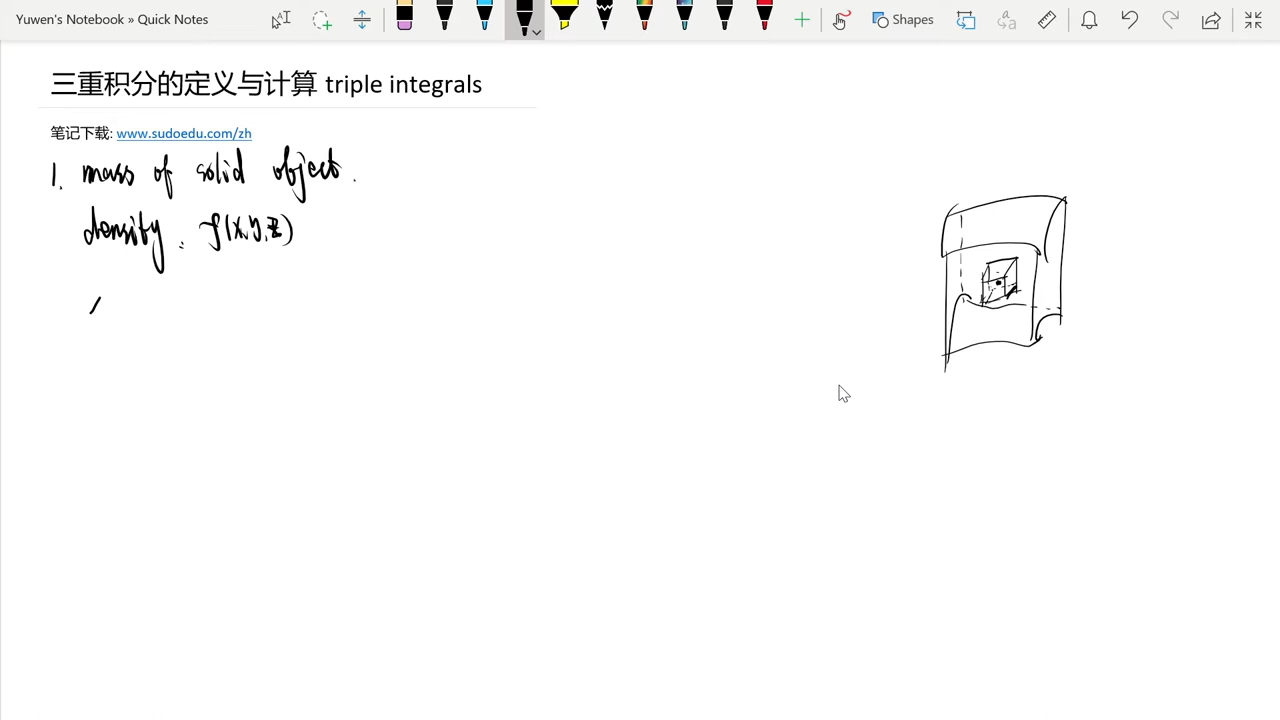 Yuwen's Notebook » Quick Notes
Shapes
三重积分的定义与计算 triple integrals
笔记下载: www.sudoedu.com/zh
1. mass of solid object.
density : ρ(x,y,z)